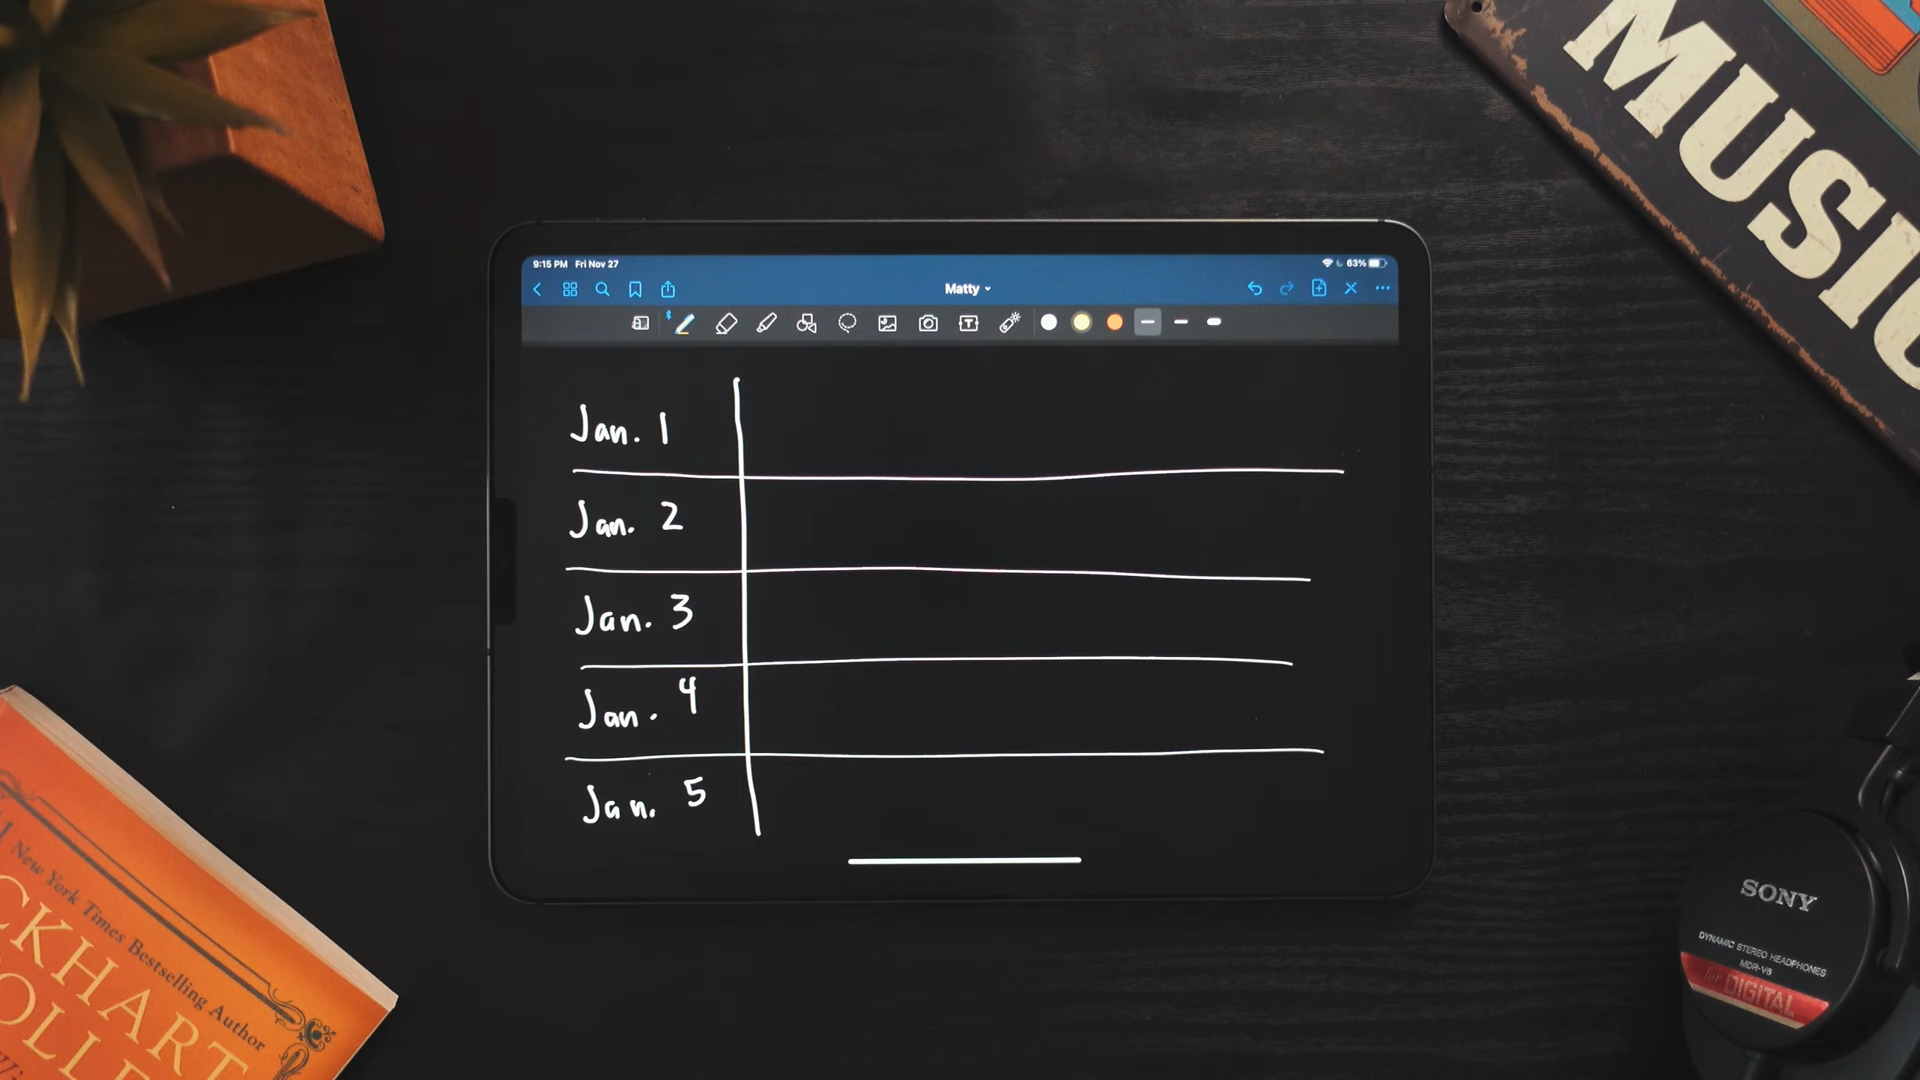 MUSIC
9:15 PM Fri Nov 27
63%
Matty
Jan. 1
Jan. 2
Jan. 3
Jan. 4
Jan. 5
New York Times Bestselling Author
CKHART
OLLE
SONY
DYNAMIC STEREO HEADPHONES
MDR-V6
for DIGITAL